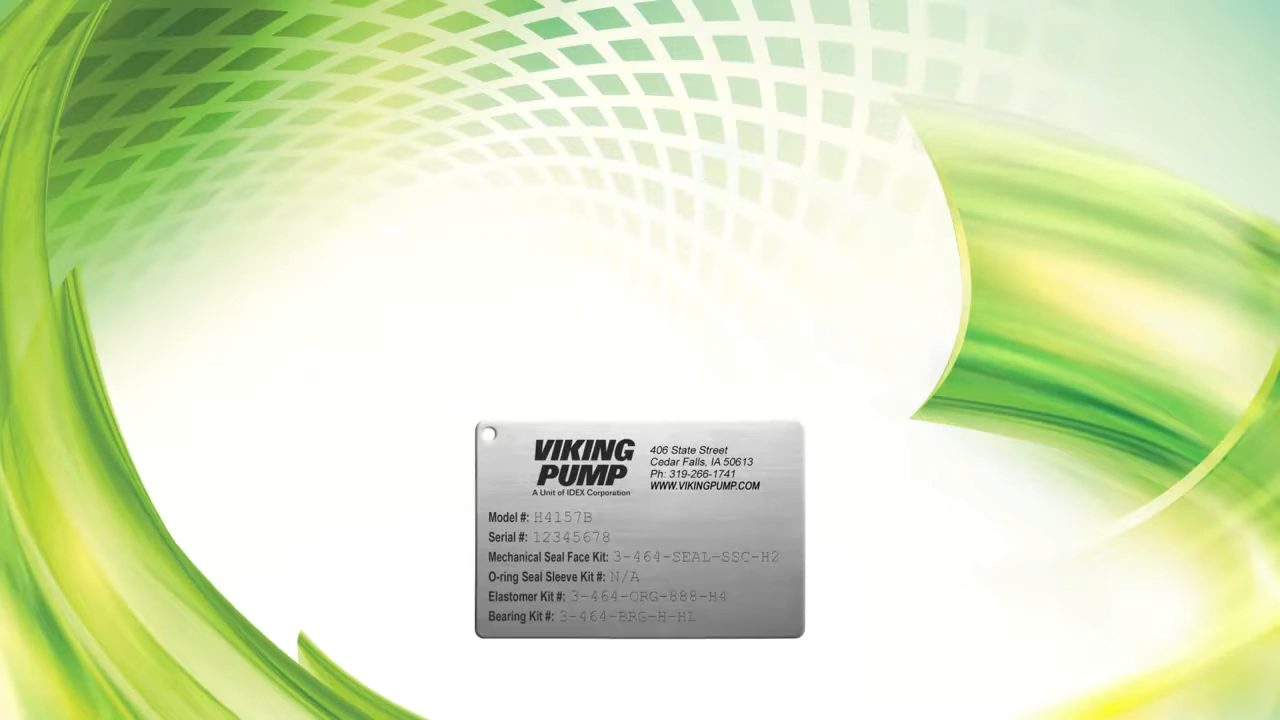 VIKING
PUMP
A Unit of IDEX Corporation
406 State Street
Cedar Falls, IA 50613
Ph: 319-266-1741
WWW.VIKINGPUMP.COM
Model #: H4157B
Serial #: 12345678
Mechanical Seal Face Kit: 3-464-SEAL-SSC-H2
O-ring Seal Sleeve Kit #: N/A
Elastomer Kit #: 3-464-ORG-888-H4
Bearing Kit #: